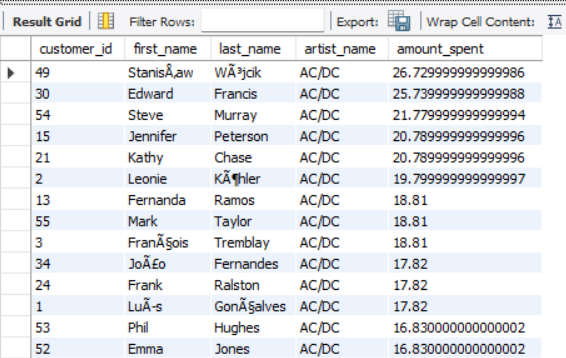 Result Grid Filter Rows: Export: Wrap Cell Content:
customer_id first_name last_name artist_name amount_spent
49 StanisÅ‚aw WÃ³jcik AC/DC 26.729999999999986
30 Edward Francis AC/DC 25.739999999999988
54 Steve Murray AC/DC 21.779999999999994
15 Jennifer Peterson AC/DC 20.789999999999996
21 Kathy Chase AC/DC 20.789999999999996
2 Leonie KÃ¶hler AC/DC 19.799999999999997
13 Fernanda Ramos AC/DC 18.81
55 Mark Taylor AC/DC 18.81
3 FranÃ§ois Tremblay AC/DC 18.81
34 JoÃ£o Fernandes AC/DC 17.82
24 Frank Ralston AC/DC 17.82
1 LuÃ-s GonÃ§alves AC/DC 17.82
53 Phil Hughes AC/DC 16.830000000000002
52 Emma Jones AC/DC 16.830000000000002